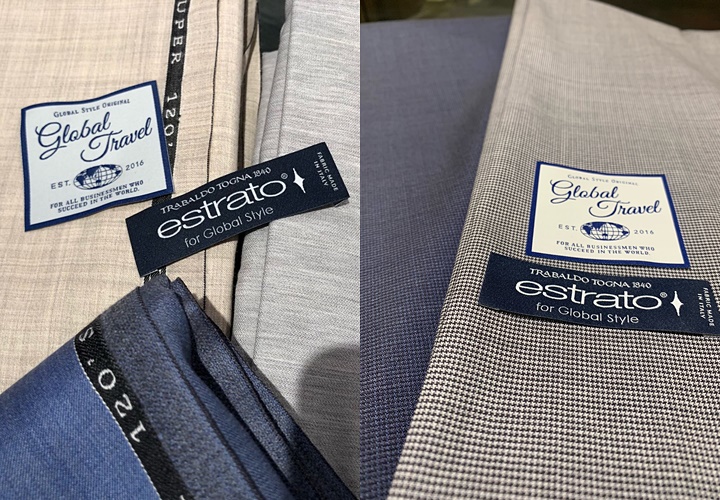 SUPER 120'
GLOBAL STYLE ORIGINAL
Global
Travel
EST. 2016
FOR ALL BUSINESSMEN WHO
SUCCEED IN THE WORLD.
TRABALDO TOGNA 1840
estrato®
for Global Style
FABRIC MADE
IN ITALY
120'S
GLOBAL STYLE ORIGINAL
Global
Travel
EST. 2016
FOR ALL BUSINESSMEN WHO
SUCCEED IN THE WORLD.
TRABALDO TOGNA 1840
estrato®
for Global Style
FABRIC MADE
IN ITALY